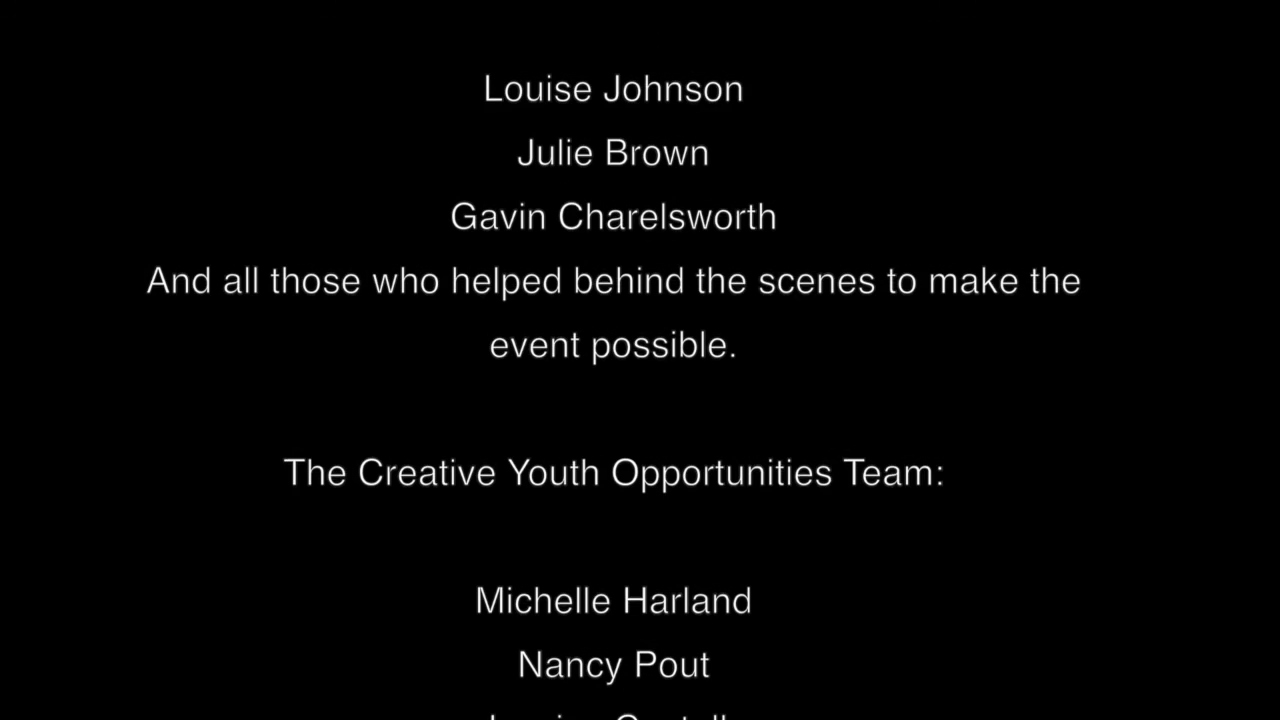 Louise Johnson
Julie Brown
Gavin Charelsworth
And all those who helped behind the scenes to make the
event possible.
The Creative Youth Opportunities Team:
Michelle Harland
Nancy Pout